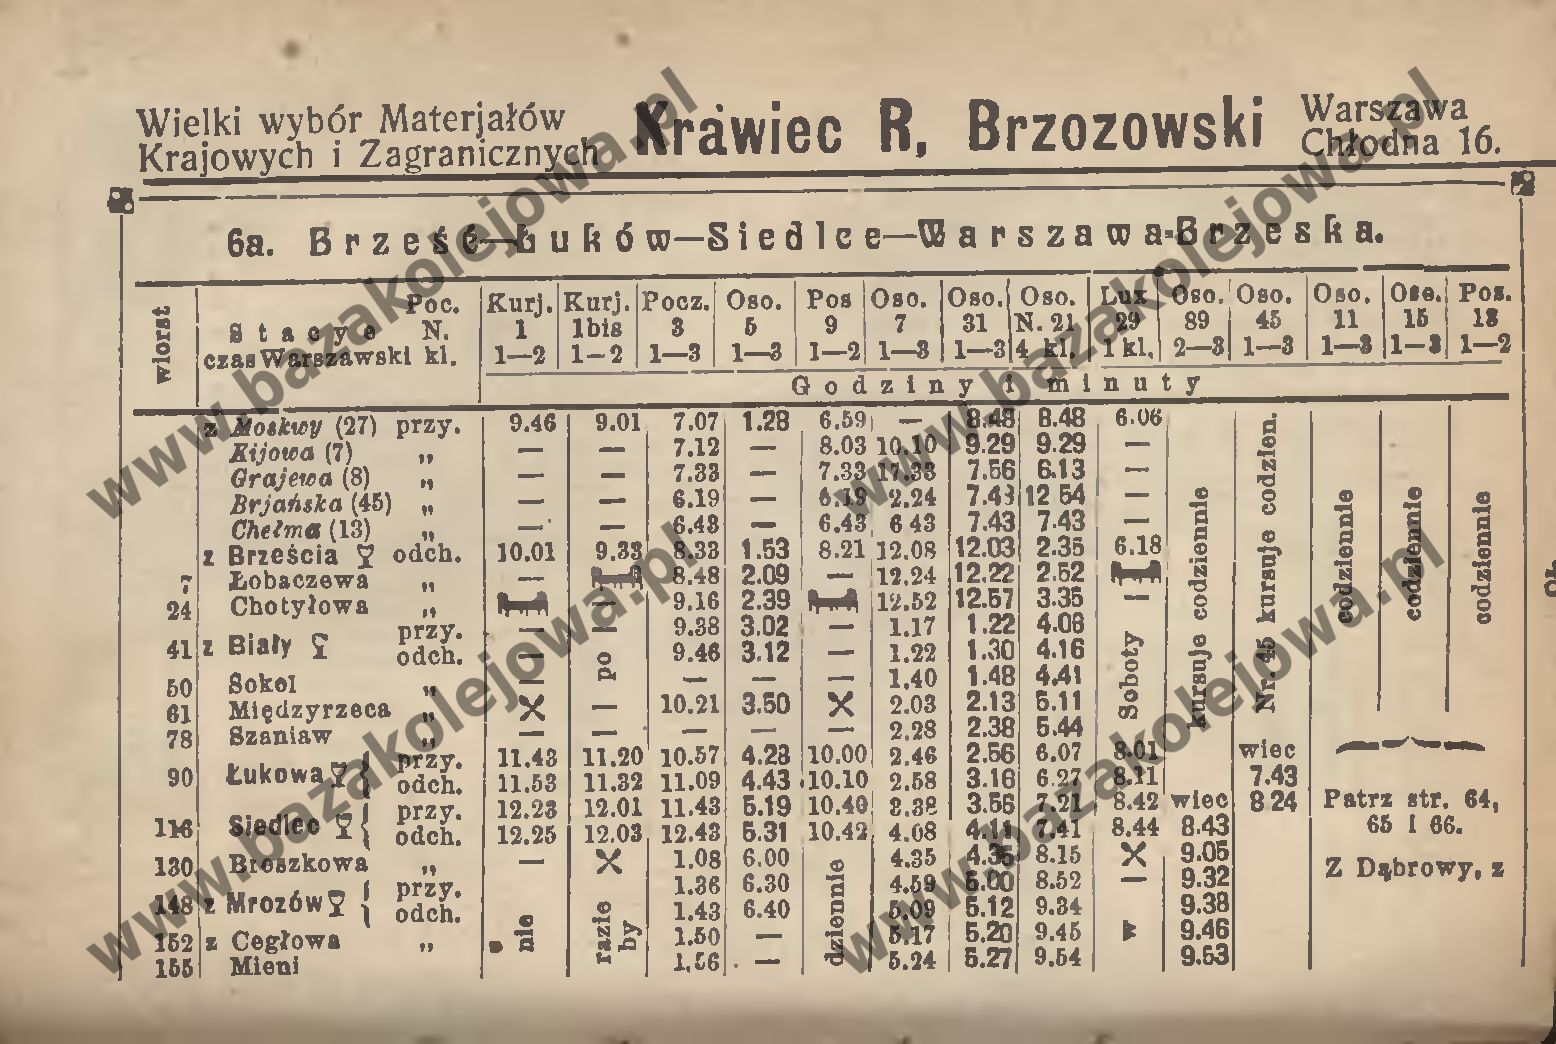 Wielki wybór Materjałów
Krajowych i Zagranicznych
Krawiec R. Brzozowski
Warszawa
Chłodna 16.
6a. Brześć—Łuków—Siedlce—Warszawa-Brzeska.
wiorst
Stacye Poc. N.
czas Warszawski kl.
Kurj. Kurj. Pocz. Oso. Pos Oso. Oso. Oso. Lux Oso. Oso. Oso. Oso. Pos.
1 1bis 3 5 9 7 31 N. 21 29 89 45 11 15 13
1—2 1—2 1—3 1—3 1—2 1—3 1—3 4 kl. 1 kl. 2—3 1—3 1—3 1—3 1—2
Godziny i minuty
z Moskwy (27) przy. 9.46 9.01 7.07 1.28 6.59 — 8.48 8.48 6.06
Kijowa (7) „ — — 7.12 — 8.03 10.10 9.29 9.29 —
Grajewa (8) „ — — 7.33 — 7.33 17.33 7.56 6.13 —
Brjańska (45) „ — — 6.19 — 6.19 2.24 7.43 12 54 —
Chełma (13) „ — — 6.43 — 6.43 6 43 7.43 7.43 —
z Brześcia odch. 10.01 9.33 8.33 1.53 8.21 12.08 12.03 2.35 6.18
7 Łobaczewa „ — 8.48 2.09 — 12.24 12.22 2.52
24 Chotyłowa „ — 9.16 2.39 12.52 12.57 3.35 —
przy. — — 9.38 3.02 — 1.17 1.22 4.08
41 z Biały odch. — 9.46 3.12 — 1.22 1.30 4.16
50 Sokol „ — — — — 1.40 1.48 4.41
61 Międzyrzeca „ — 10.21 3.50 2.03 2.13 5.11
78 Szaniaw „ — — — — — 2.28 2.38 5.44
przy. 11.43 11.20 10.57 4.23 10.00 2.46 2.56 6.07 8.01 wiec
90 Łukowa odch. 11.53 11.32 11.09 4.43 10.10 2.58 3.16 6.27 8.11 7.43
przy. 12.23 12.01 11.43 5.19 10.40 3.38 3.56 7.21 8.42 wiec 8 24
116 Siedlec odch. 12.25 12.03 12.43 5.31 10.42 4.08 4.11 7.41 8.44 8.43
130 Broszkowa „ — 1.08 6.00 4.35 4.35 8.15 9.05
przy. 1.36 6.30 4.59 5.00 8.52 — 9.32
148 z Mrozów odch. 1.43 6.40 5.09 5.12 9.34 9.38
152 z Cegłowa „ 1.50 — 5.17 5.20 9.45 9.46
155 Mieni 1.56 — 5.24 5.27 9.54 9.53
nie
po
razie
by
dziennie
w
Soboty
kursuje codziennie
Nr. 45 kursuje codzien.
codziennie
codziennie
codziennie
Patrz str. 64,
65 i 66.
Z Dąbrowy, z
www.bazakolejowa.pl
www.bazakolejowa.pl
www.bazakolejowa.pl
www.bazakolejowa.pl